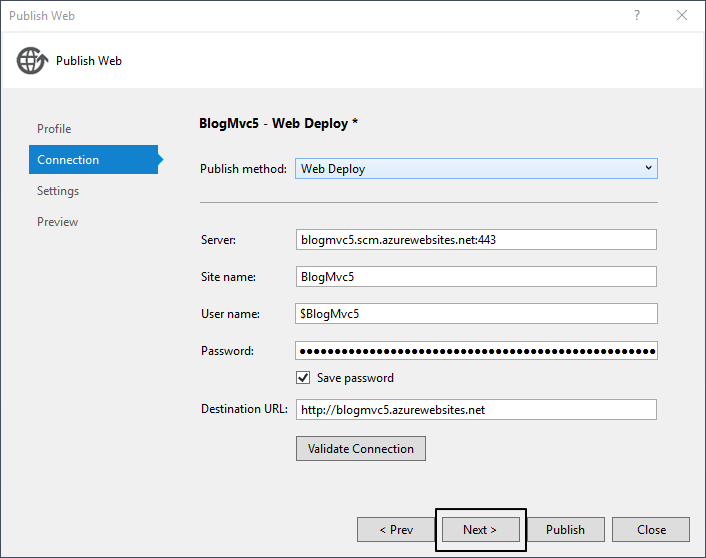 Publish Web
?
Publish Web
Profile
Connection
Settings
Preview
BlogMvc5 - Web Deploy *
Publish method: Web Deploy
Server: blogmvc5.scm.azurewebsites.net:443
Site name: BlogMvc5
User name: $BlogMvc5
Password:
Save password
Destination URL: http://blogmvc5.azurewebsites.net
Validate Connection
< Prev Next > Publish Close